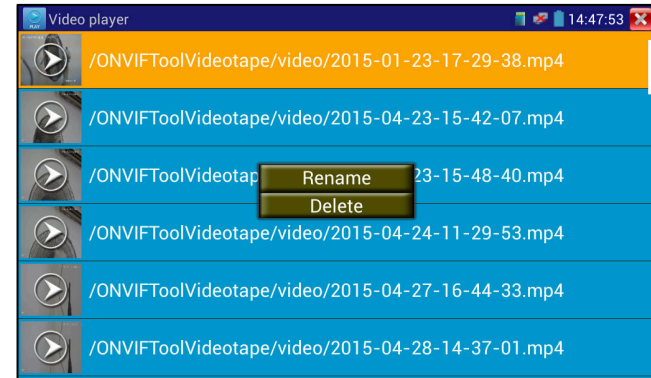 PLAY
Video player
14:47:53
/ONVIFToolVideotape/video/2015-01-23-17-29-38.mp4
/ONVIFToolVideotape/video/2015-04-23-15-42-07.mp4
/ONVIFToolVideotap
23-15-48-40.mp4
Rename
Delete
/ONVIFToolVideotape/video/2015-04-24-11-29-53.mp4
/ONVIFToolVideotape/video/2015-04-27-16-44-33.mp4
/ONVIFToolVideotape/video/2015-04-28-14-37-01.mp4